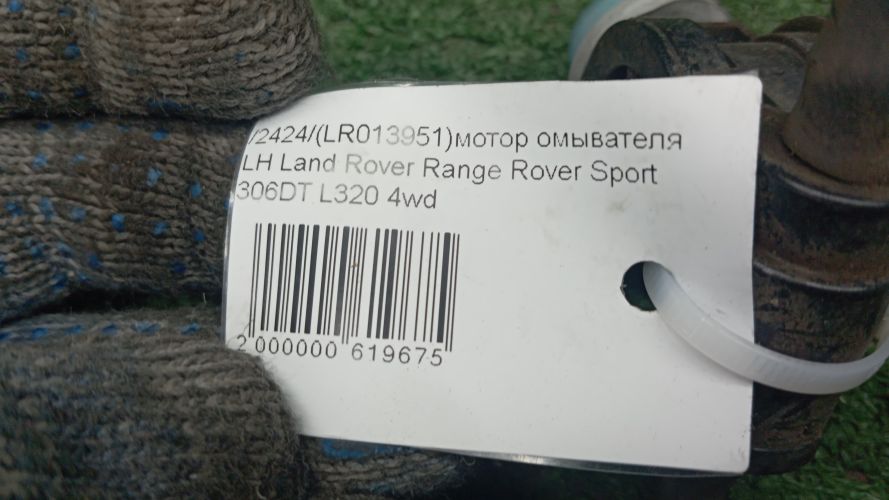 /2424/(LR013951)мотор омывателя
LH Land Rover Range Rover Sport
306DT L320 4wd
2 000000 619675